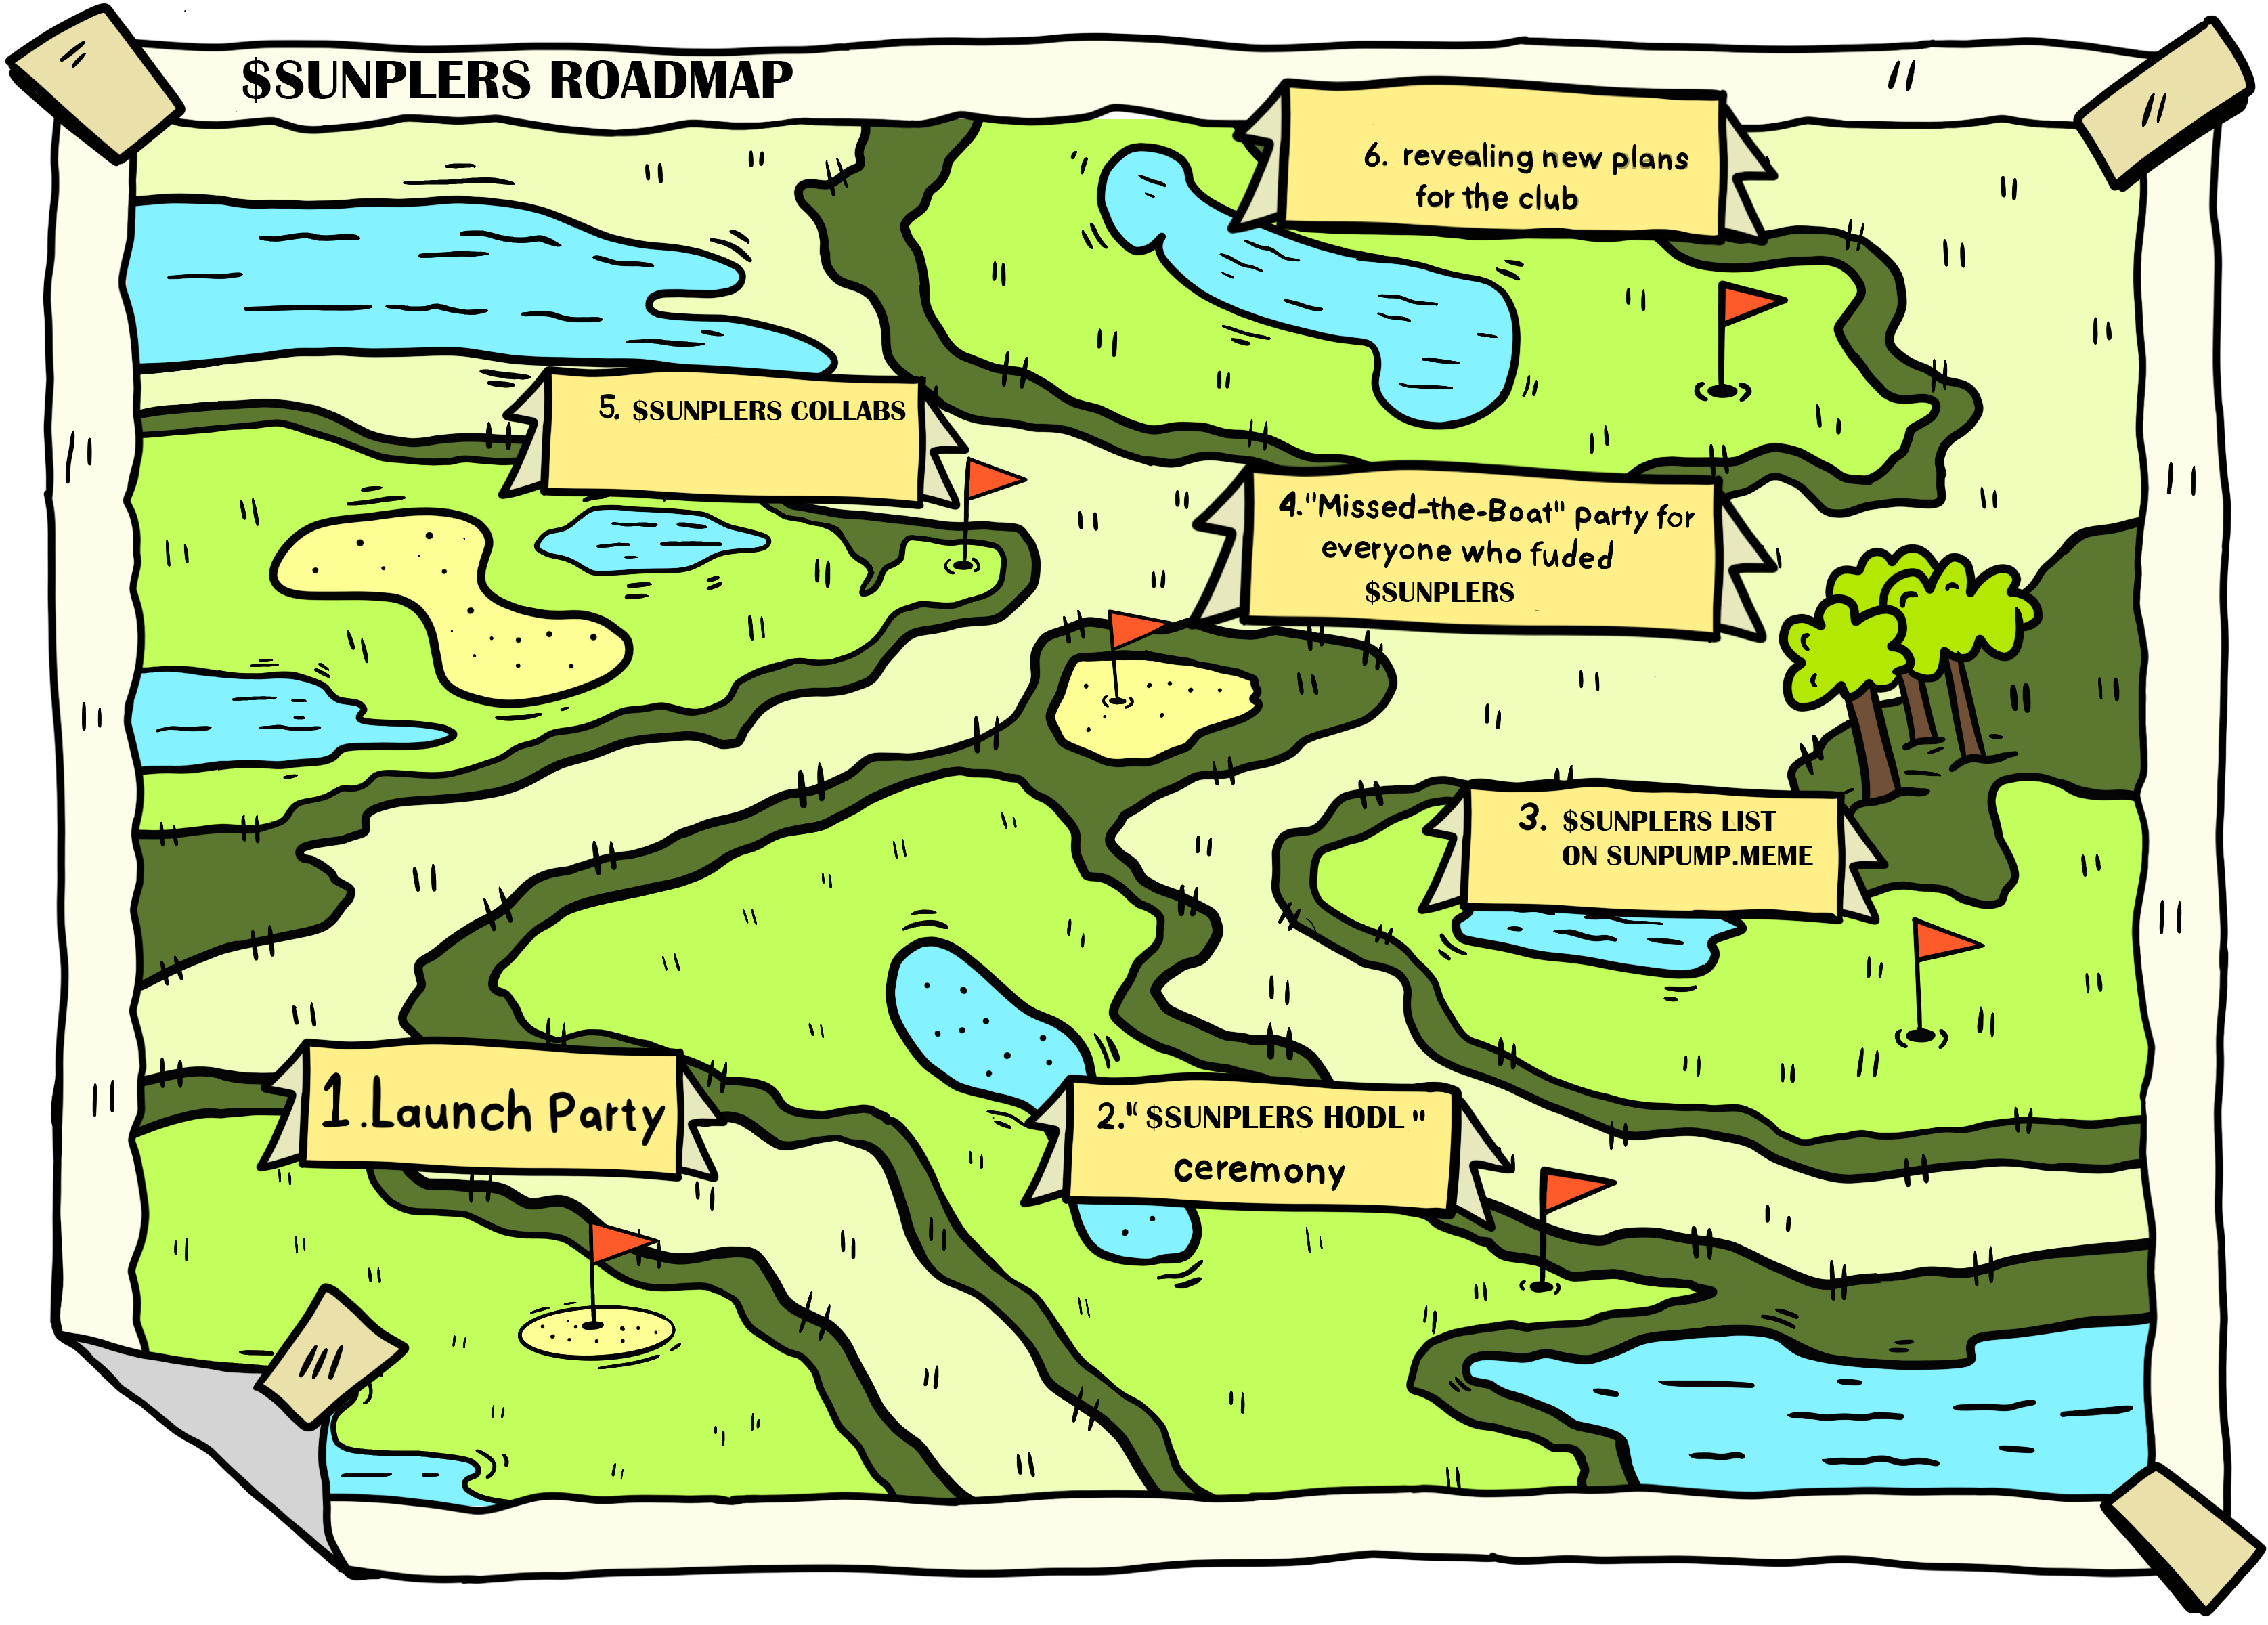 $SUNPLERS ROADMAP
6. revealing new plans
for the club
5. $SUNPLERS COLLABS
4."Missed-the-Boat" party for
everyone who fuded
$SUNPLERS
3. $SUNPLERS LIST
ON SUNPUMP.MEME
1.Launch Party
2."$SUNPLERS HODL"
ceremony